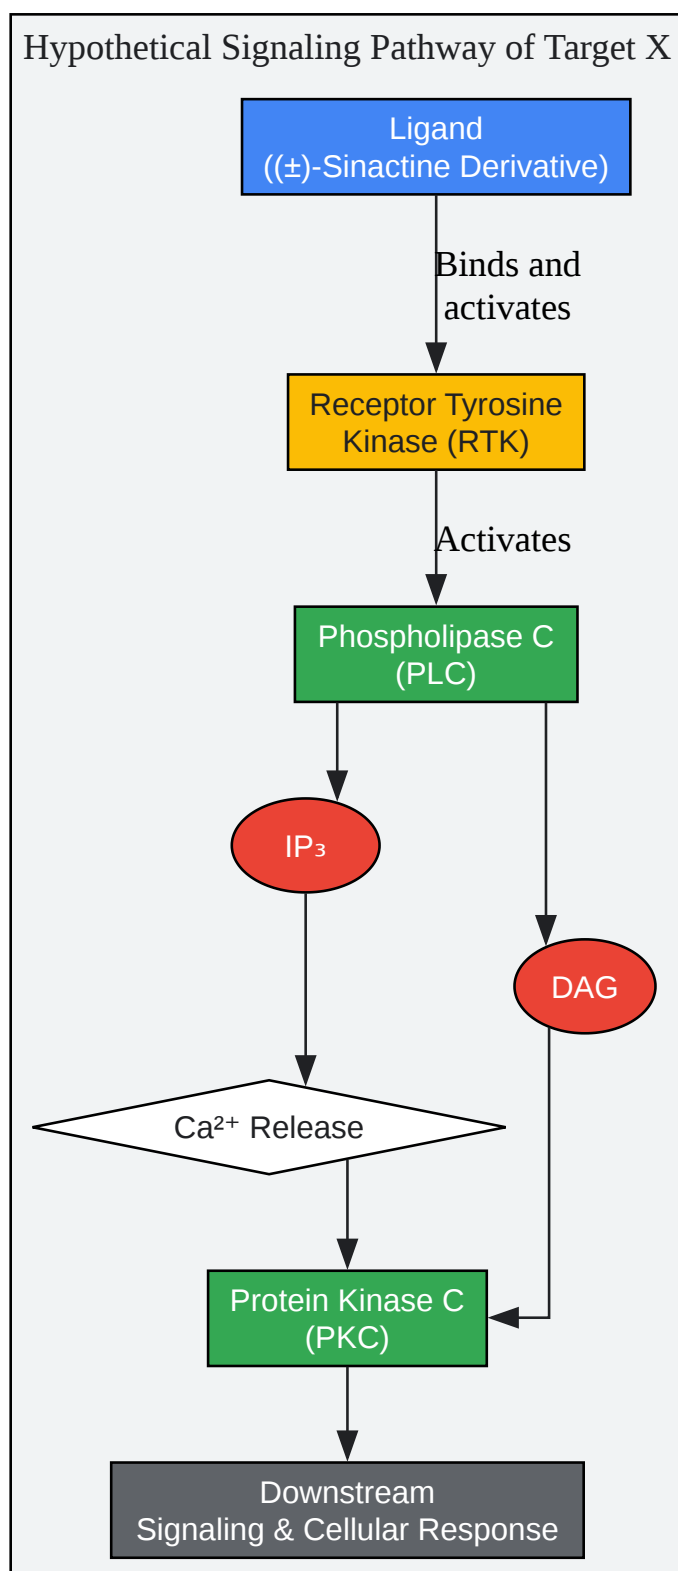 Hypothetical Signaling Pathway of Target X
Ligand
((±)-Sinactine Derivative)
Binds and
activates
Receptor Tyrosine
Kinase (RTK)
Activates
Phospholipase C
(PLC)
IP₃
DAG
Ca²⁺ Release
Protein Kinase C
(PKC)
Downstream
Signaling & Cellular Response